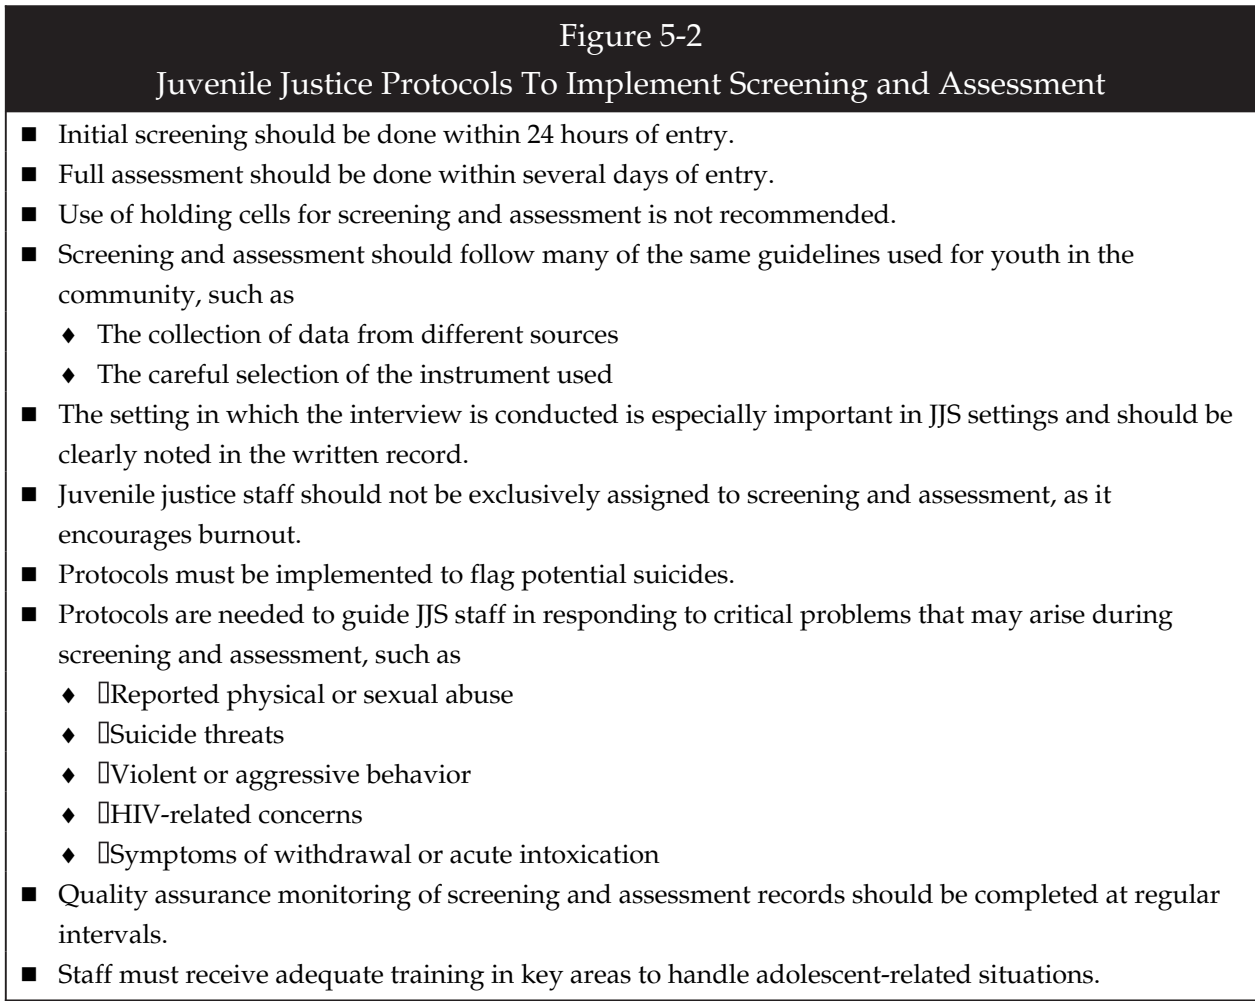 Figure 5-2
Juvenile Justice Protocols To Implement Screening and Assessment
■ Initial screening should be done within 24 hours of entry.
■ Full assessment should be done within several days of entry.
■ Use of holding cells for screening and assessment is not recommended.
■ Screening and assessment should follow many of the same guidelines used for youth in the
community, such as
♦ The collection of data from different sources
♦ The careful selection of the instrument used
■ The setting in which the interview is conducted is especially important in JJS settings and should be
clearly noted in the written record.
■ Juvenile justice staff should not be exclusively assigned to screening and assessment, as it
encourages burnout.
■ Protocols must be implemented to flag potential suicides.
■ Protocols are needed to guide JJS staff in responding to critical problems that may arise during
screening and assessment, such as
♦ ▯Reported physical or sexual abuse
♦ ▯Suicide threats
♦ ▯Violent or aggressive behavior
♦ ▯HIV-related concerns
♦ ▯Symptoms of withdrawal or acute intoxication
■ Quality assurance monitoring of screening and assessment records should be completed at regular
intervals.
■ Staff must receive adequate training in key areas to handle adolescent-related situations.